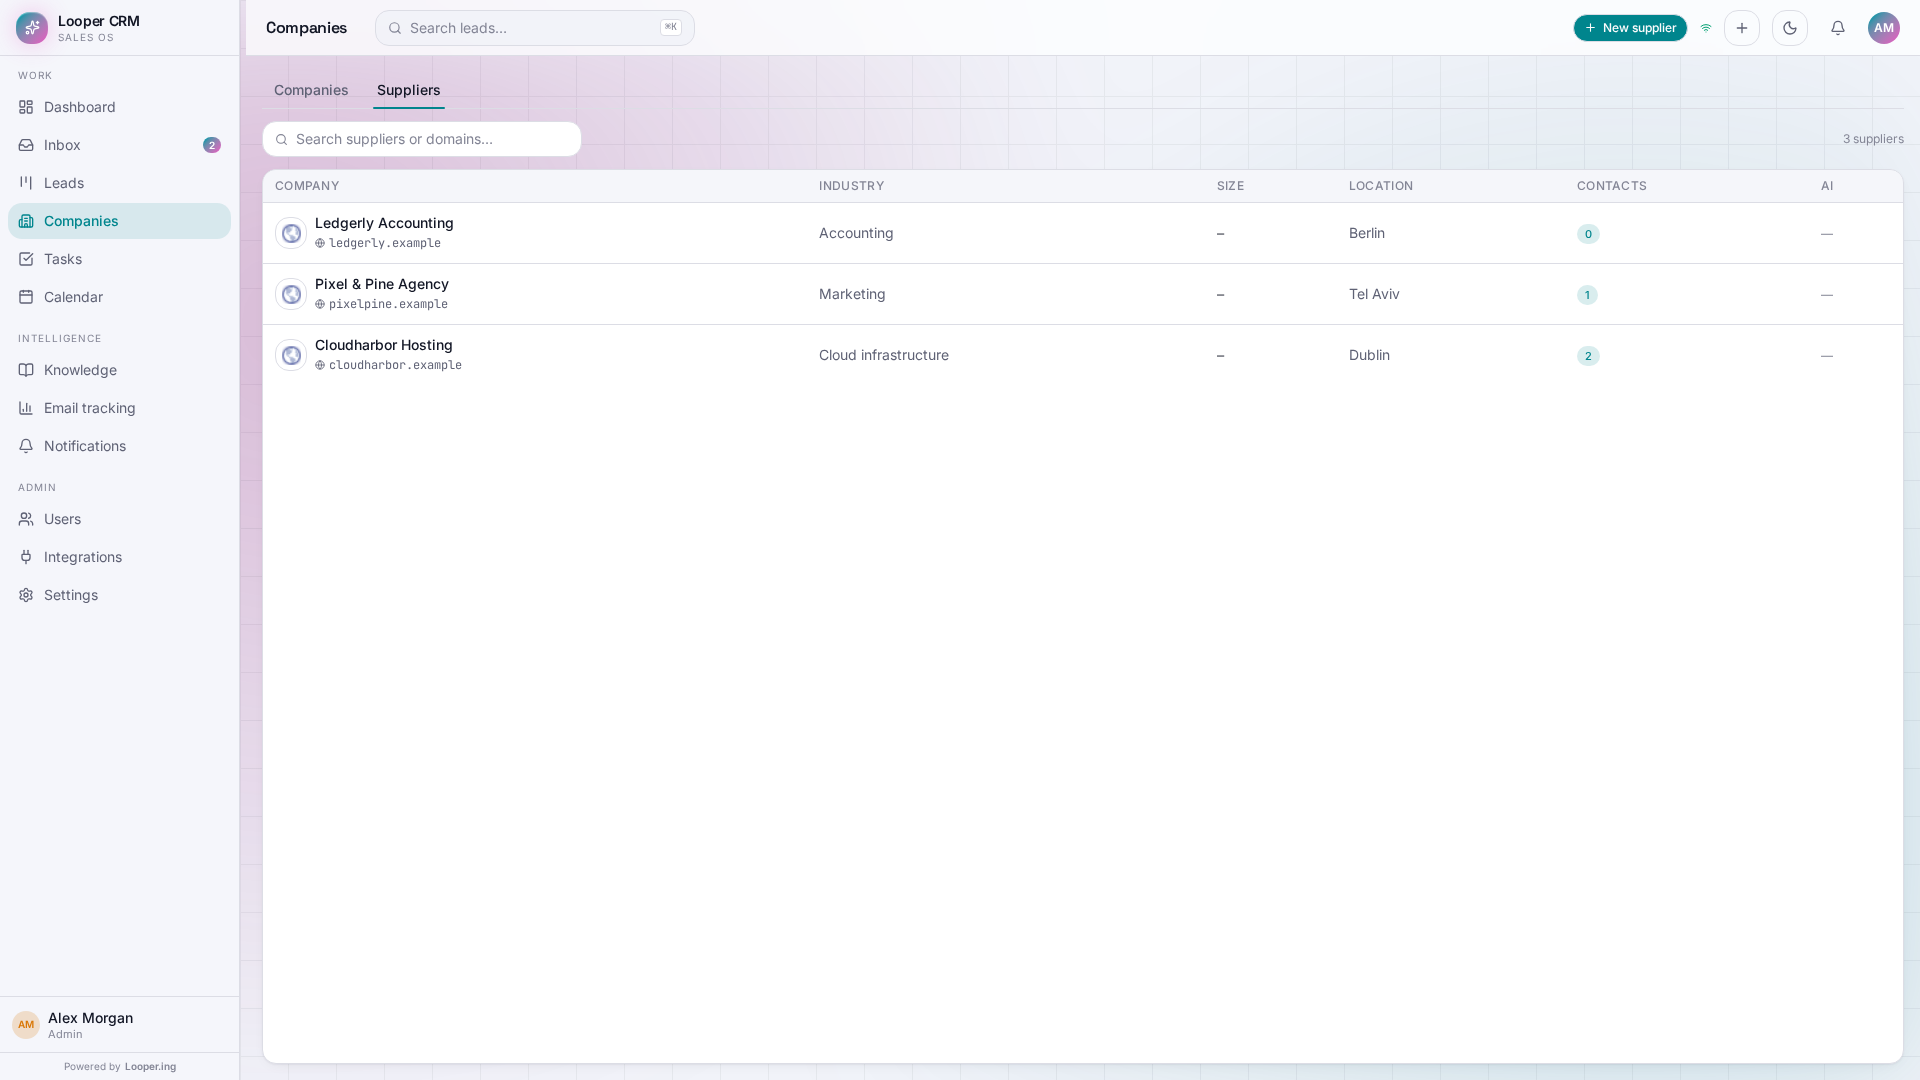 Looper CRM
SALES OS
Companies
Search leads...
⌘K
New supplier
AM
WORK
Dashboard
Inbox
2
Leads
Companies
Tasks
Calendar
INTELLIGENCE
Knowledge
Email tracking
Notifications
ADMIN
Users
Integrations
Settings
AM
Alex Morgan
Admin
Powered by Looper.ing
Companies
Suppliers
Search suppliers or domains...
3 suppliers
COMPANY INDUSTRY SIZE LOCATION CONTACTS AI
Ledgerly Accounting
ledgerly.example
Accounting – Berlin 0 —
Pixel & Pine Agency
pixelpine.example
Marketing – Tel Aviv 1 —
Cloudharbor Hosting
cloudharbor.example
Cloud infrastructure – Dublin 2 —